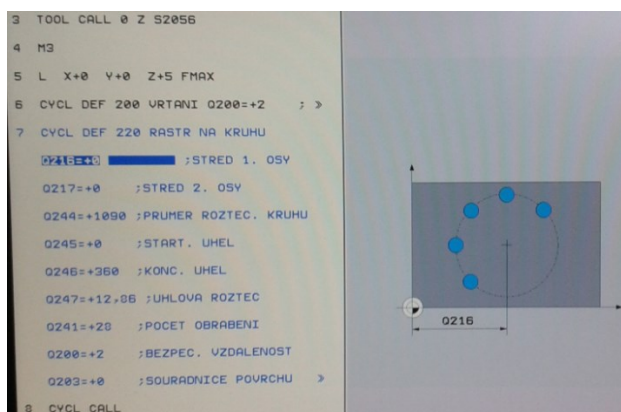 3 TOOL CALL 0 Z S2056
4 M3
5 L X+0 Y+0 Z+5 FMAX
6 CYCL DEF 200 VRTANI Q200=+2 ; »
7 CYCL DEF 220 RASTR NA KRUHU
Q216=+0 ;STRED 1. OSY
Q217=+0 ;STRED 2. OSY
Q244=+1090 ;PRUMER ROZTEC. KRUHU
Q245=+0 ;START. UHEL
Q246=+360 ;KONC. UHEL
Q247=+12,86 ;UHLOVA ROZTEC
Q241=+28 ;POCET OBRABENI
Q200=+2 ;BEZPEC. VZDALENOST
Q203=+0 ;SOURADNICE POVRCHU »
8 CYCL CALL
Q216